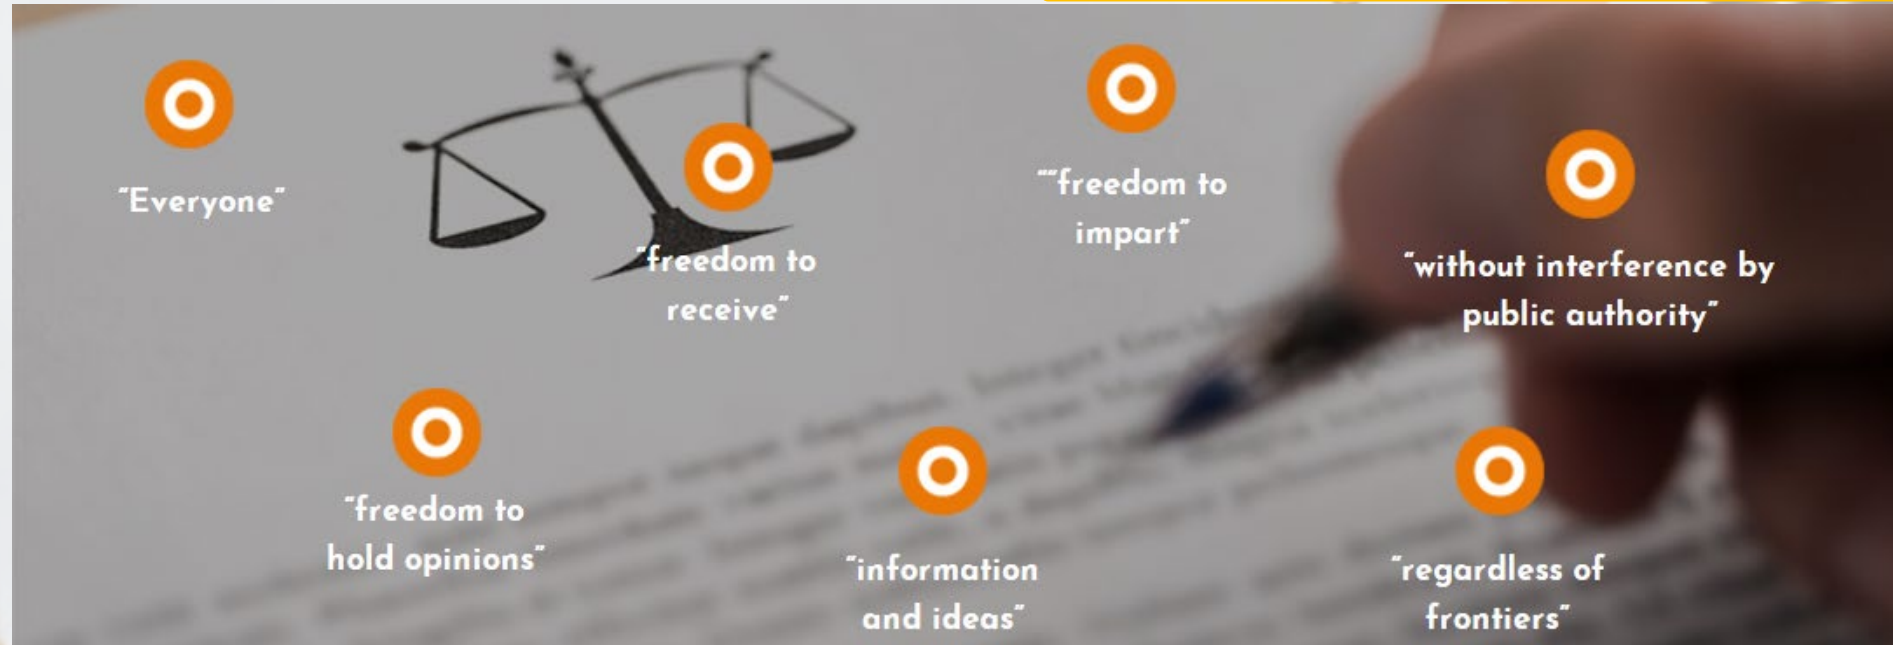 “Everyone”
“freedom to
receive”
““freedom to
impart”
“without interference by
public authority”
“freedom to
hold opinions”
“information
and ideas”
“regardless of
frontiers”